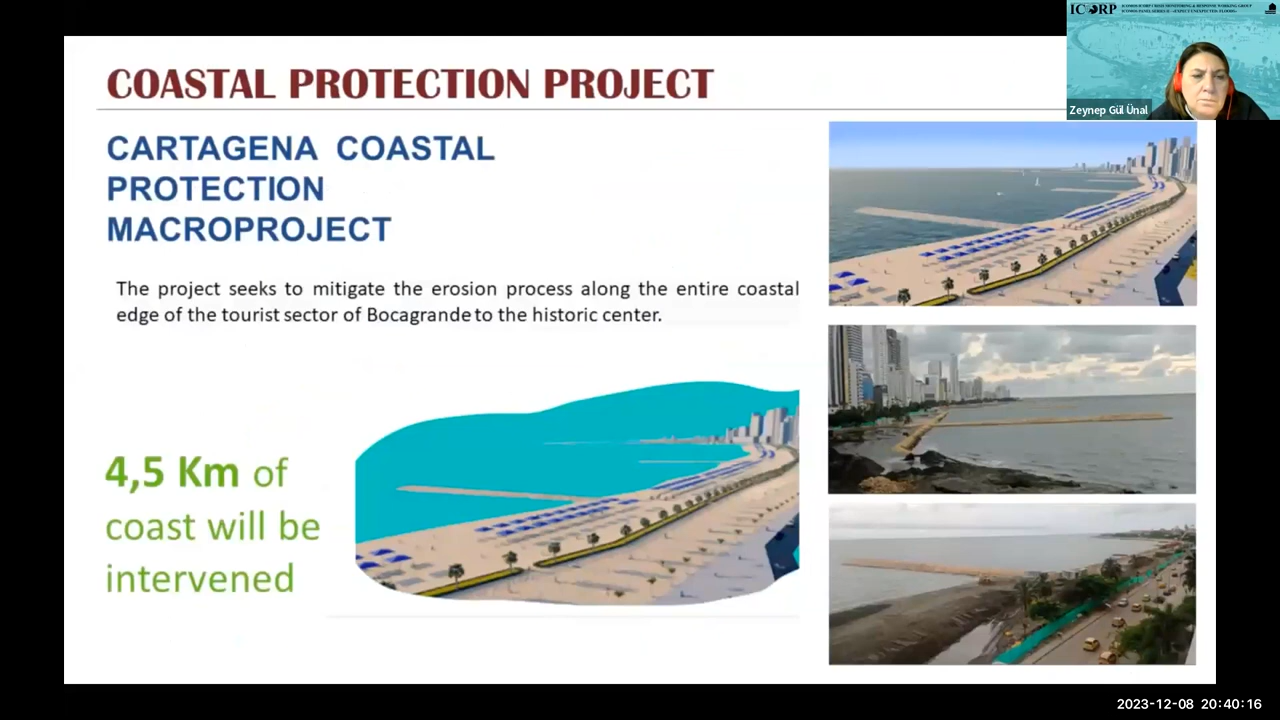 ICORP
COASTAL PROTECTION PROJECT
Zeynep Gül Ünal
CARTAGENA COASTAL
PROTECTION
MACROPROJECT
The project seeks to mitigate the erosion process along the entire coastal
edge of the tourist sector of Bocagrande to the historic center.
4,5 Km of
coast will be
intervened
2023-12-08 20:40:16